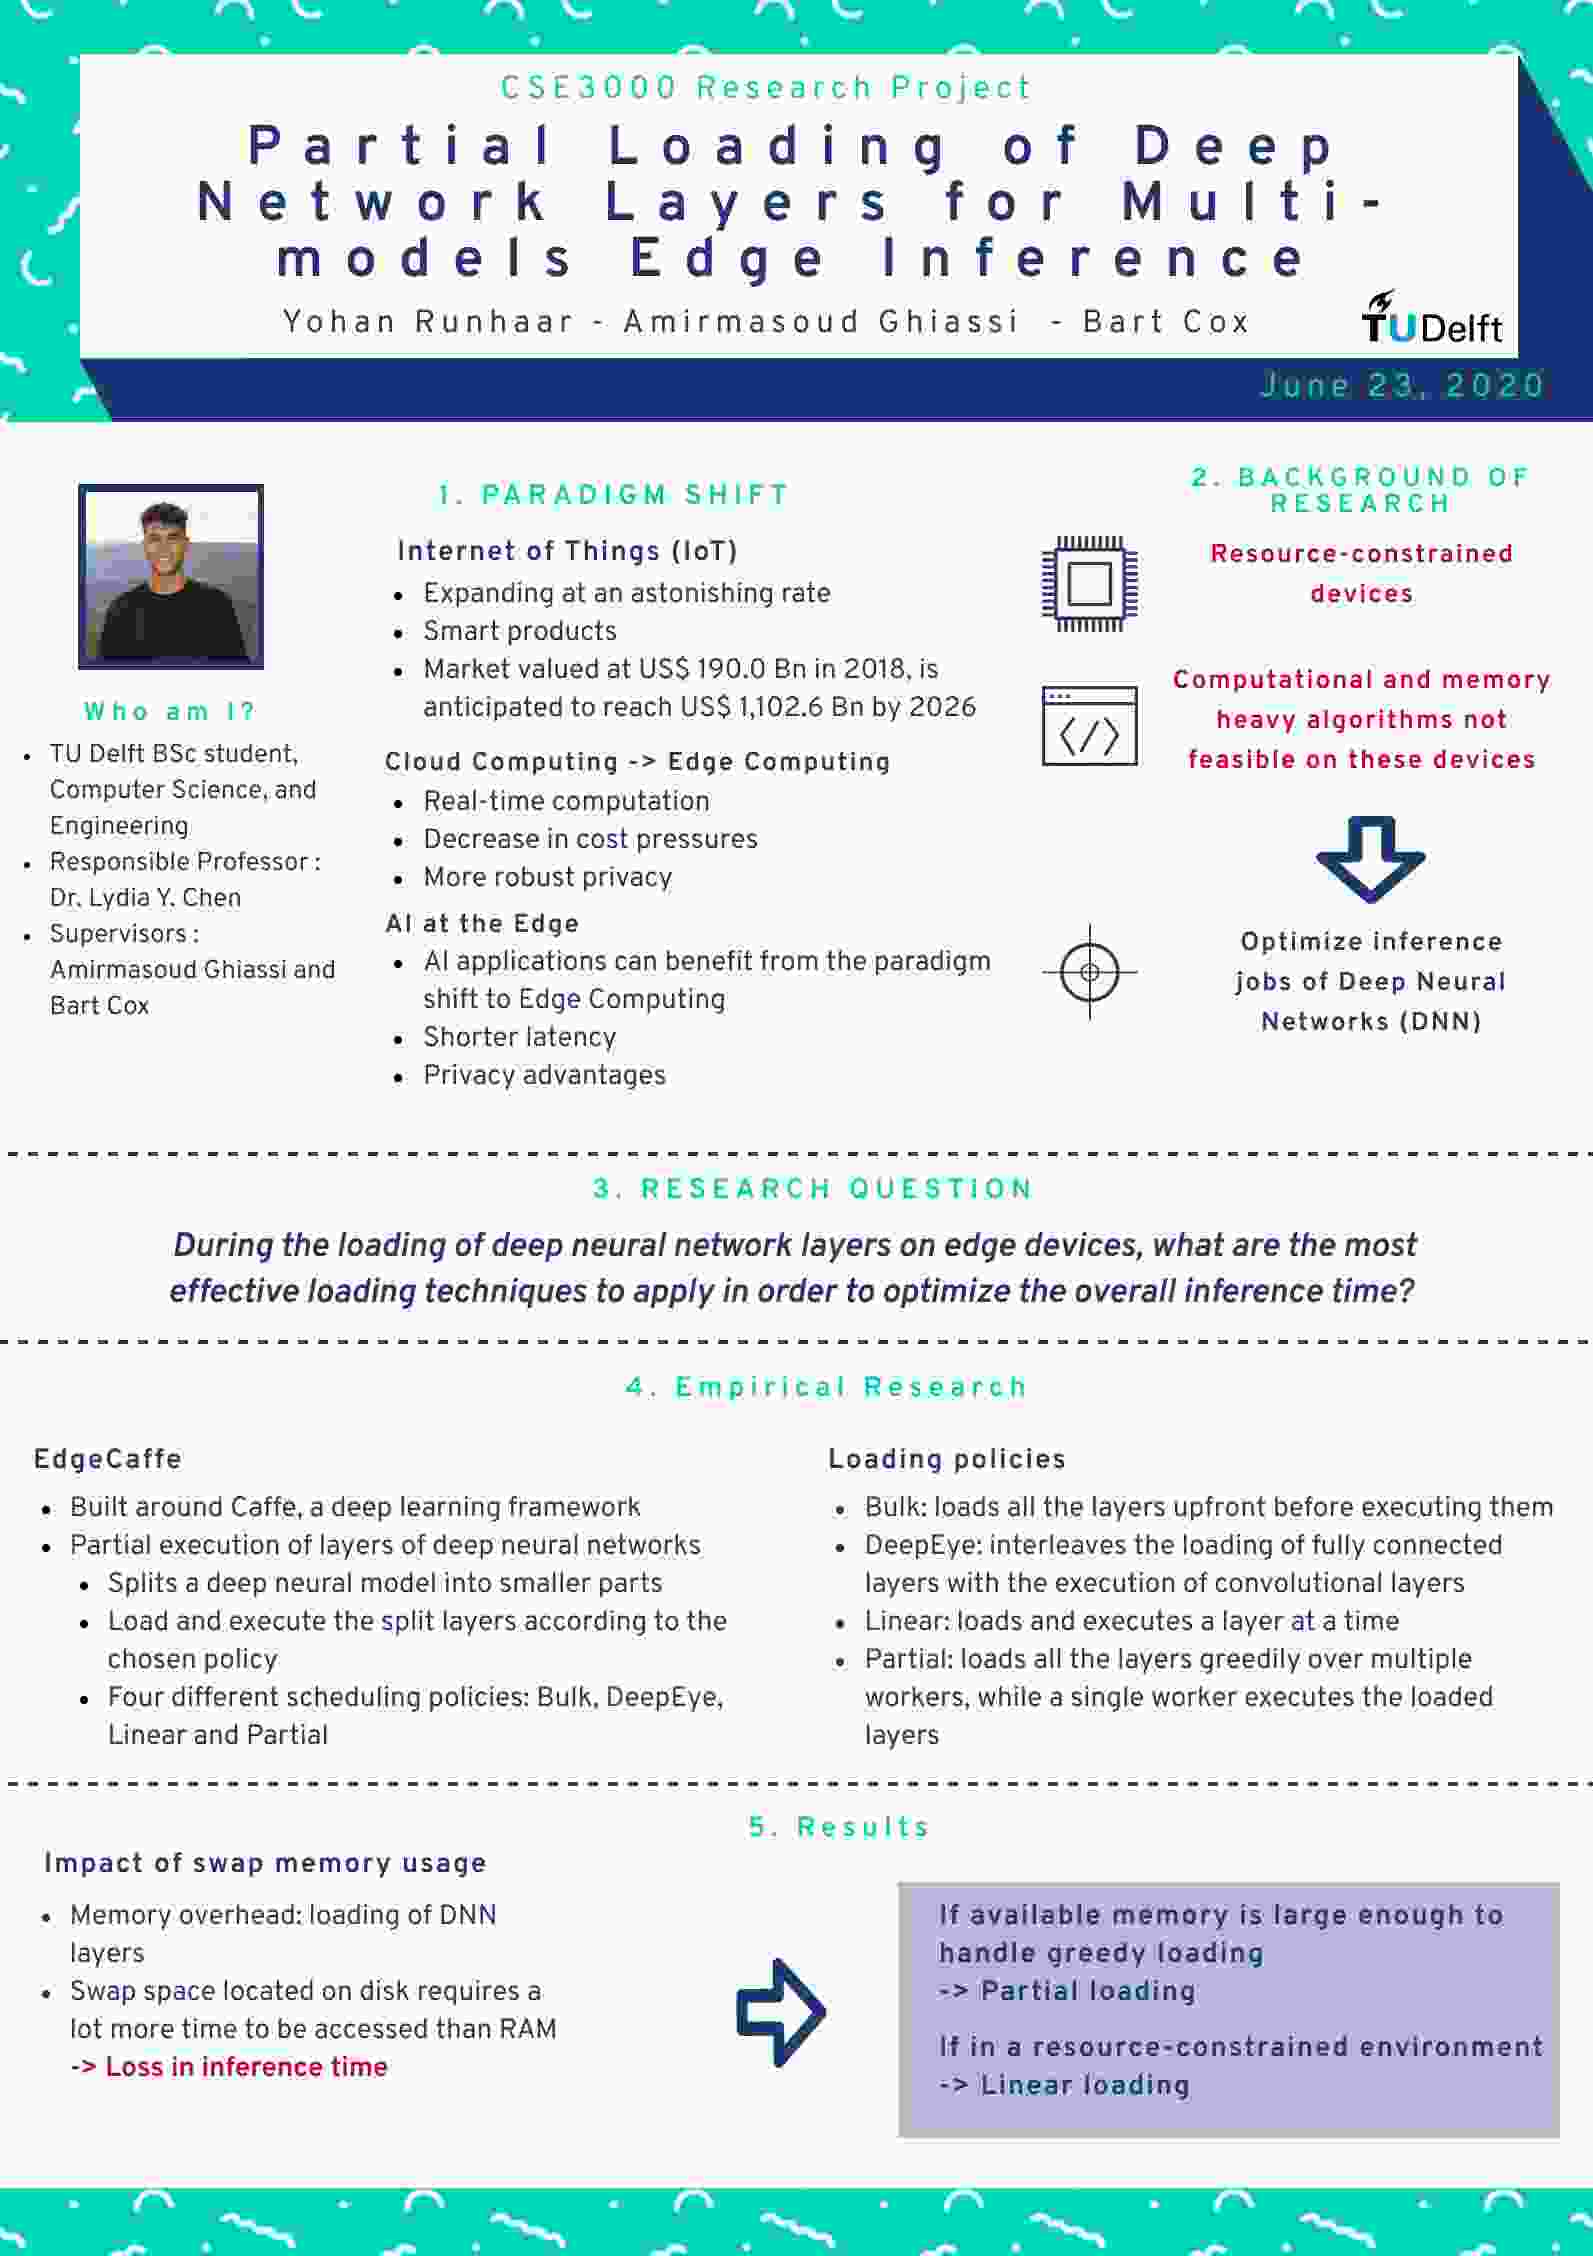 CSE3000 Research Project
Partial Loading of Deep
Network Layers for Multi-
models Edge Inference
Yohan Runhaar - Amirmasoud Ghiassi - Bart Cox
TU Delft
June 23, 2020
Who am I?
• TU Delft BSc student,
Computer Science, and
Engineering
• Responsible Professor :
Dr. Lydia Y. Chen
• Supervisors :
Amirmasoud Ghiassi and
Bart Cox
1. PARADIGM SHIFT
Internet of Things (IoT)
• Expanding at an astonishing rate
• Smart products
• Market valued at US$ 190.0 Bn in 2018, is
anticipated to reach US$ 1,102.6 Bn by 2026
Cloud Computing -> Edge Computing
• Real-time computation
• Decrease in cost pressures
• More robust privacy
AI at the Edge
• AI applications can benefit from the paradigm
shift to Edge Computing
• Shorter latency
• Privacy advantages
2. BACKGROUND OF
RESEARCH
Resource-constrained
devices
</>
Computational and memory
heavy algorithms not
feasible on these devices
Optimize inference
jobs of Deep Neural
Networks (DNN)
3. RESEARCH QUESTION
During the loading of deep neural network layers on edge devices, what are the most
effective loading techniques to apply in order to optimize the overall inference time?
4. Empirical Research
EdgeCaffe
• Built around Caffe, a deep learning framework
• Partial execution of layers of deep neural networks
• Splits a deep neural model into smaller parts
• Load and execute the split layers according to the
chosen policy
• Four different scheduling policies: Bulk, DeepEye,
Linear and Partial
Loading policies
• Bulk: loads all the layers upfront before executing them
• DeepEye: interleaves the loading of fully connected
layers with the execution of convolutional layers
• Linear: loads and executes a layer at a time
• Partial: loads all the layers greedily over multiple
workers, while a single worker executes the loaded
layers
5. Results
Impact of swap memory usage
• Memory overhead: loading of DNN
layers
• Swap space located on disk requires a
lot more time to be accessed than RAM
-> Loss in inference time
If available memory is large enough to
handle greedy loading
-> Partial loading
If in a resource-constrained environment
-> Linear loading